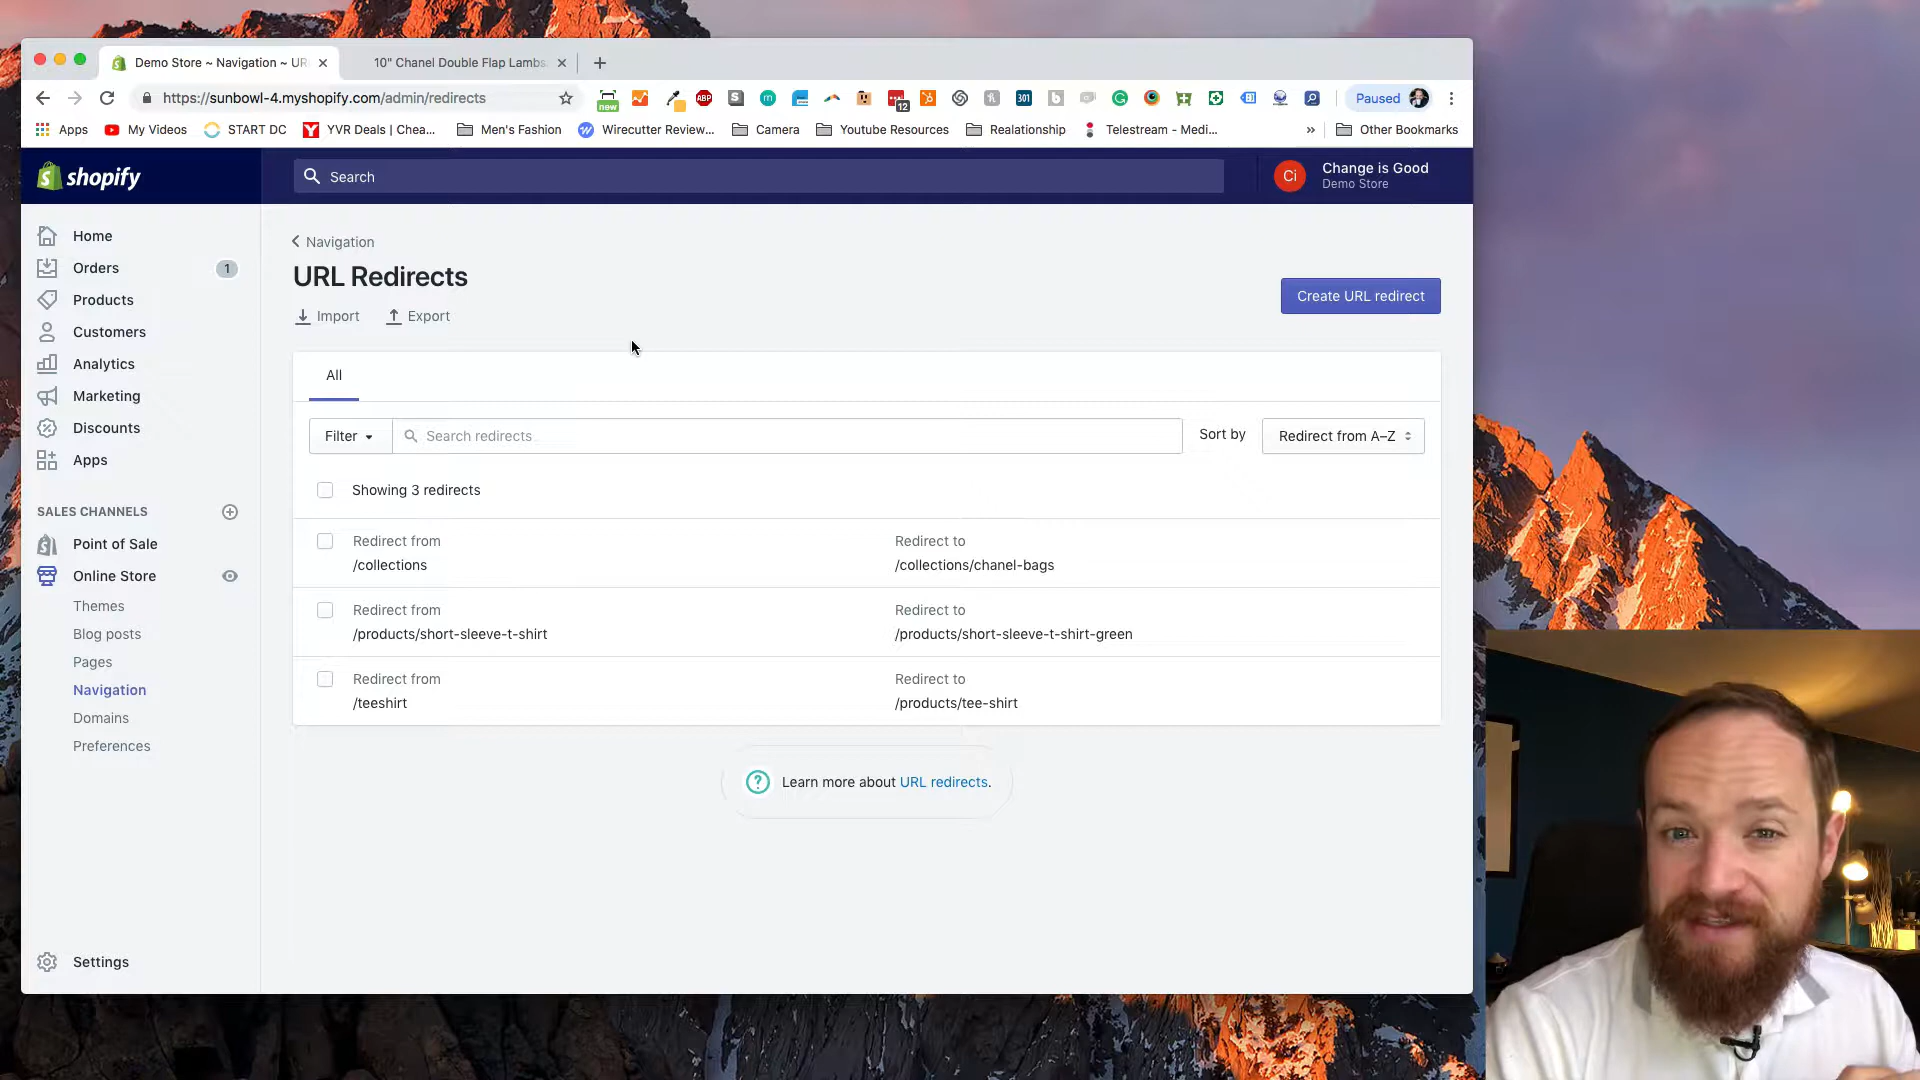 Demo Store ~ Navigation ~ UR
10" Chanel Double Flap Lambs
https://sunbowl-4.myshopify.com/admin/redirects
new
ABP
12
301
Paused
Apps
My Videos
START DC
YVR Deals | Chea...
Men's Fashion
Wirecutter Review...
Camera
Youtube Resources
Realationship
Telestream - Medi...
»
Other Bookmarks
shopify
Search
Ci
Change is Good
Demo Store
Home
Orders
1
Products
Customers
Analytics
Marketing
Discounts
Apps
SALES CHANNELS
Point of Sale
Online Store
Themes
Blog posts
Pages
Navigation
Domains
Preferences
Settings
Navigation
URL Redirects
Import
Export
Create URL redirect
All
Filter
Search redirects
Sort by
Redirect from A–Z
Showing 3 redirects
Redirect from
/collections
Redirect to
/collections/chanel-bags
Redirect from
/products/short-sleeve-t-shirt
Redirect to
/products/short-sleeve-t-shirt-green
Redirect from
/teeshirt
Redirect to
/products/tee-shirt
Learn more about URL redirects.